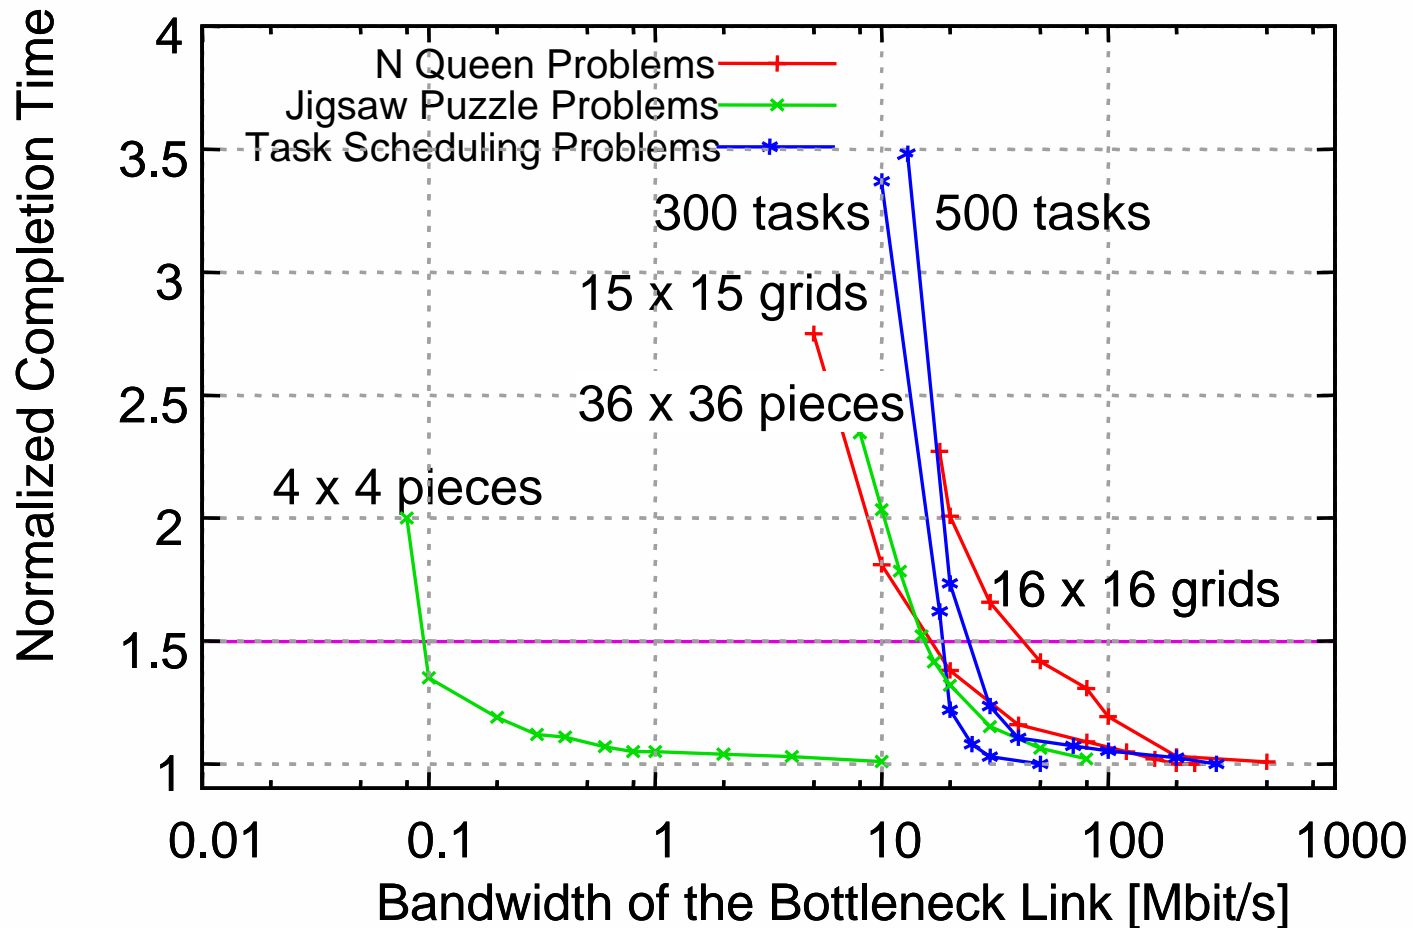 Normalized Completion Time
4
3.5
3
2.5
2
1.5
1
N Queen Problems
Jigsaw Puzzle Problems
Task Scheduling Problems
300 tasks
500 tasks
15 x 15 grids
36 x 36 pieces
4 x 4 pieces
16 x 16 grids
0.01
0.1
1
10
100
1000
Bandwidth of the Bottleneck Link [Mbit/s]